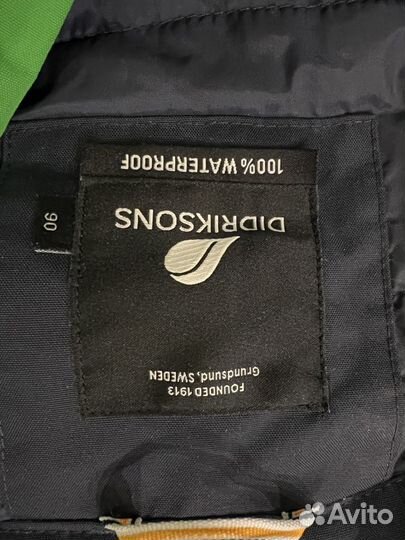 FOUNDED 1913
Grundsund, SWEDEN
DIDRIKSONS
100% WATERPROOF
90
Avito